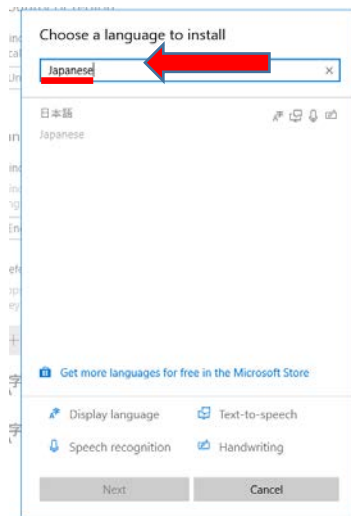 Choose a language to install
Japanese
日本語
Japanese
Get more languages for free in the Microsoft Store
Display language
Text-to-speech
Speech recognition
Handwriting
Next
Cancel